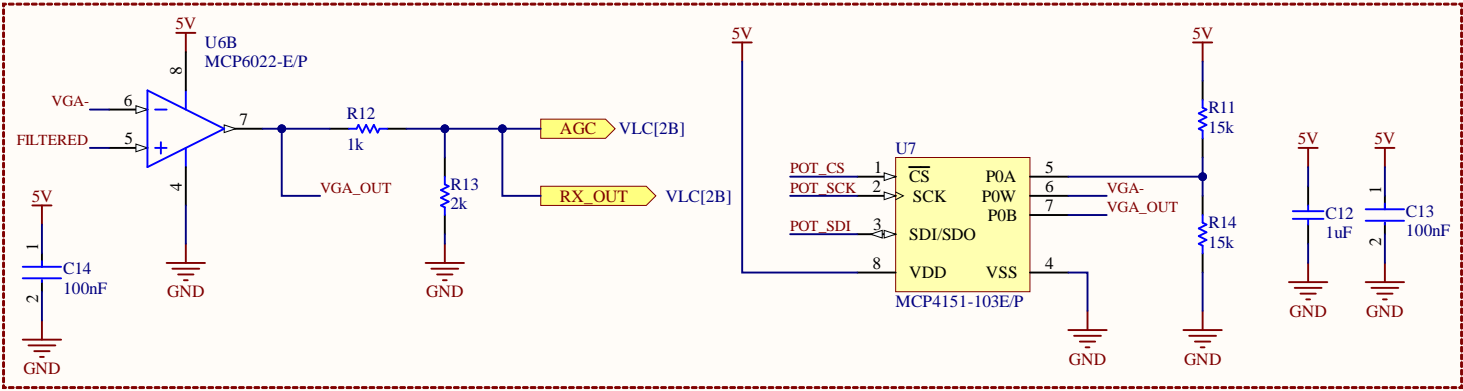 5V
U6B
MCP6022-E/P
8
VGA-
6
7
FILTERED
5
4
GND
VGA_OUT
R12
1k
R13
2k
GND
AGC
VLC[2B]
RX_OUT
VLC[2B]
5V
1
C14
100nF
2
GND
5V
U7
POT_CS
1
CS
POT_SCK
2
SCK
POT_SDI
3
SDI/SDO
8
VDD
P0A
5
P0W
6
VGA-
P0B
7
VGA_OUT
VSS
4
MCP4151-103E/P
GND
5V
R11
15k
R14
15k
GND
5V
C12
1uF
GND
5V
1
C13
100nF
2
GND